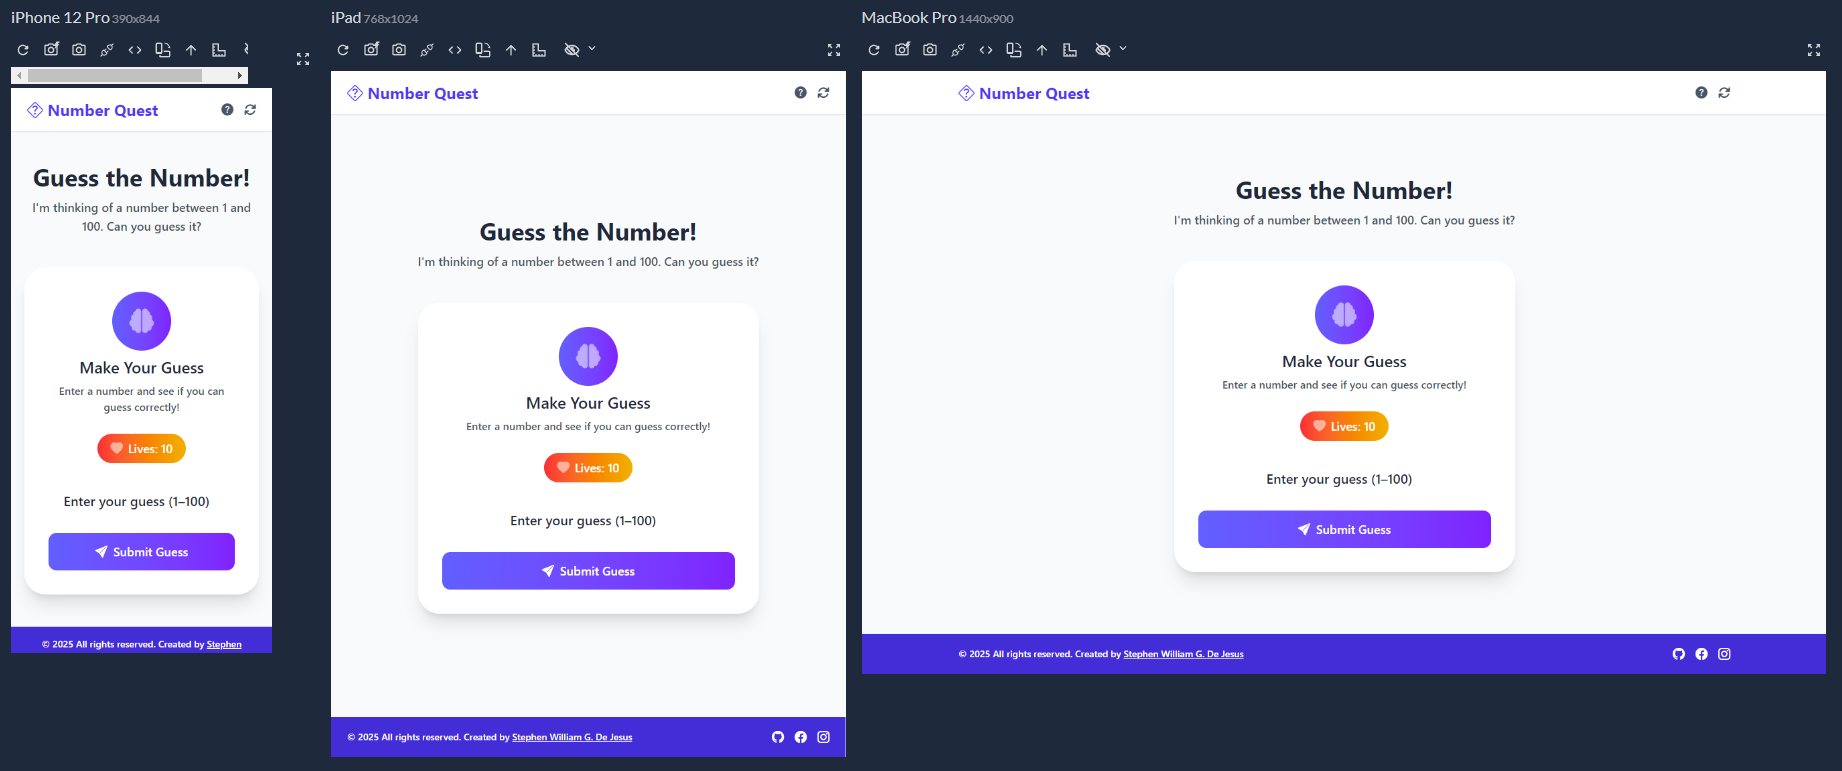 iPhone 12 Pro 390x844
Number Quest
Guess the Number!
I'm thinking of a number between 1 and
100. Can you guess it?
Make Your Guess
Enter a number and see if you can
guess correctly!
Lives: 10
Enter your guess (1–100)
Submit Guess
© 2025 All rights reserved. Created by Stephen
iPad 768x1024
Number Quest
Guess the Number!
I'm thinking of a number between 1 and 100. Can you guess it?
Make Your Guess
Enter a number and see if you can guess correctly!
Lives: 10
Enter your guess (1–100)
Submit Guess
© 2025 All rights reserved. Created by Stephen William G. De Jesus
MacBook Pro 1440x900
Number Quest
Guess the Number!
I'm thinking of a number between 1 and 100. Can you guess it?
Make Your Guess
Enter a number and see if you can guess correctly!
Lives: 10
Enter your guess (1–100)
Submit Guess
© 2025 All rights reserved. Created by Stephen William G. De Jesus